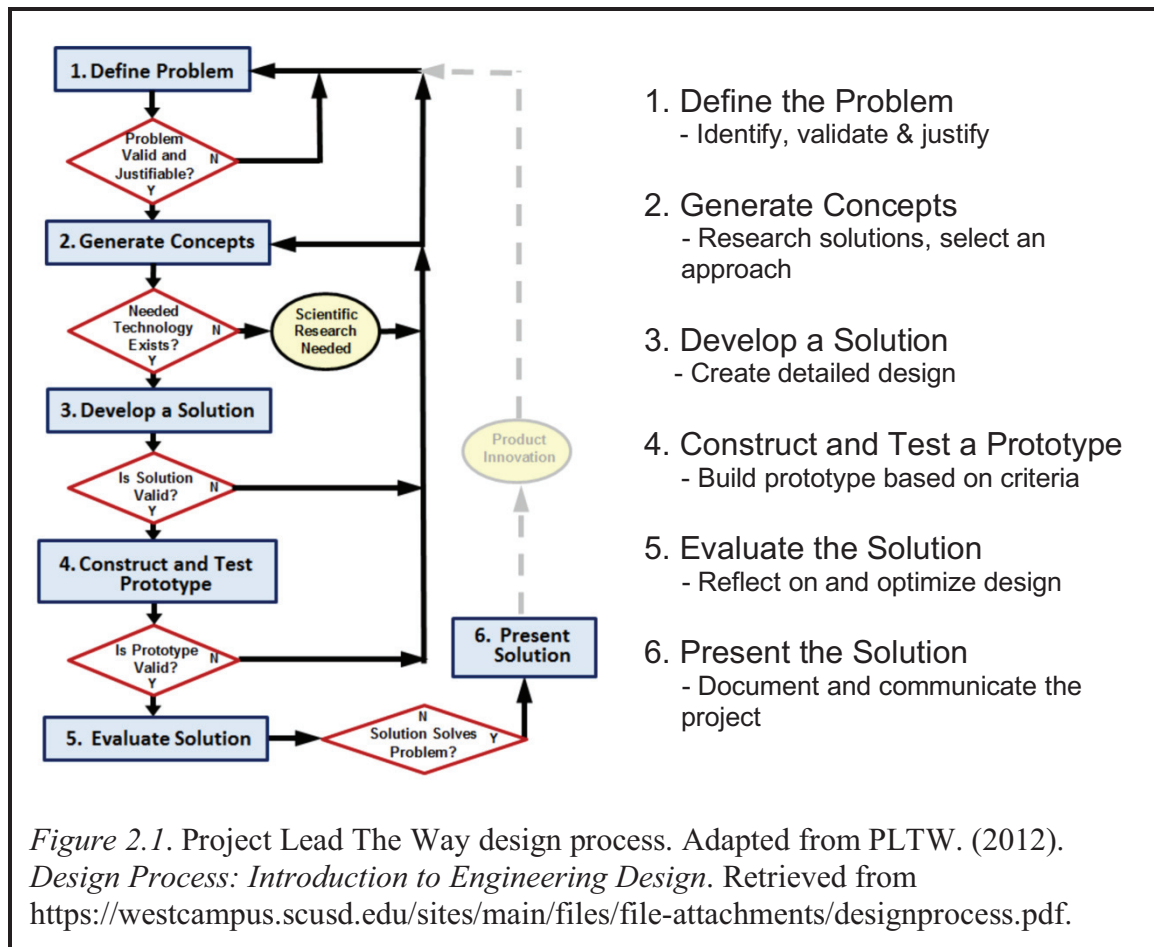 1. Define Problem
Problem
Valid and
Justifiable?
N
Y
2. Generate Concepts
Needed
Technology
Exists?
N
Y
Scientific
Research
Needed
3. Develop a Solution
Is Solution
Valid?
N
Y
4. Construct and Test
Prototype
Is Prototype
Valid?
N
Y
5. Evaluate Solution
N
Solution Solves
Problem?
Y
6. Present
Solution
Product
Innovation
1. Define the Problem
- Identify, validate & justify
2. Generate Concepts
- Research solutions, select an
approach
3. Develop a Solution
- Create detailed design
4. Construct and Test a Prototype
- Build prototype based on criteria
5. Evaluate the Solution
- Reflect on and optimize design
6. Present the Solution
- Document and communicate the
project
Figure 2.1. Project Lead The Way design process. Adapted from PLTW. (2012).
Design Process: Introduction to Engineering Design. Retrieved from
https://westcampus.scusd.edu/sites/main/files/file-attachments/designprocess.pdf.